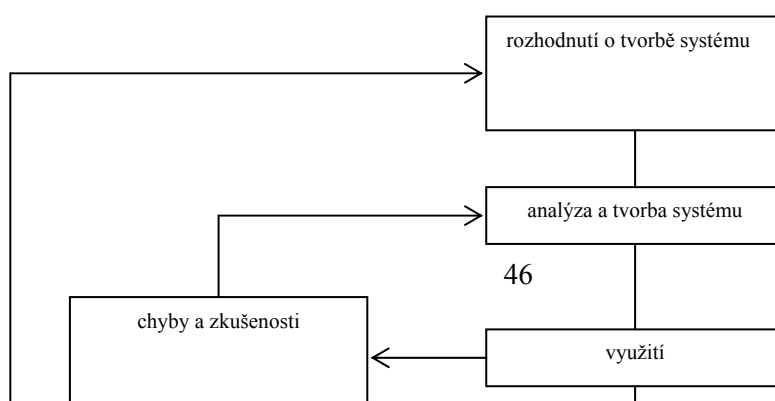 rozhodnutí o tvorbě systému
analýza a tvorba systému
46
chyby a zkušenosti
využití